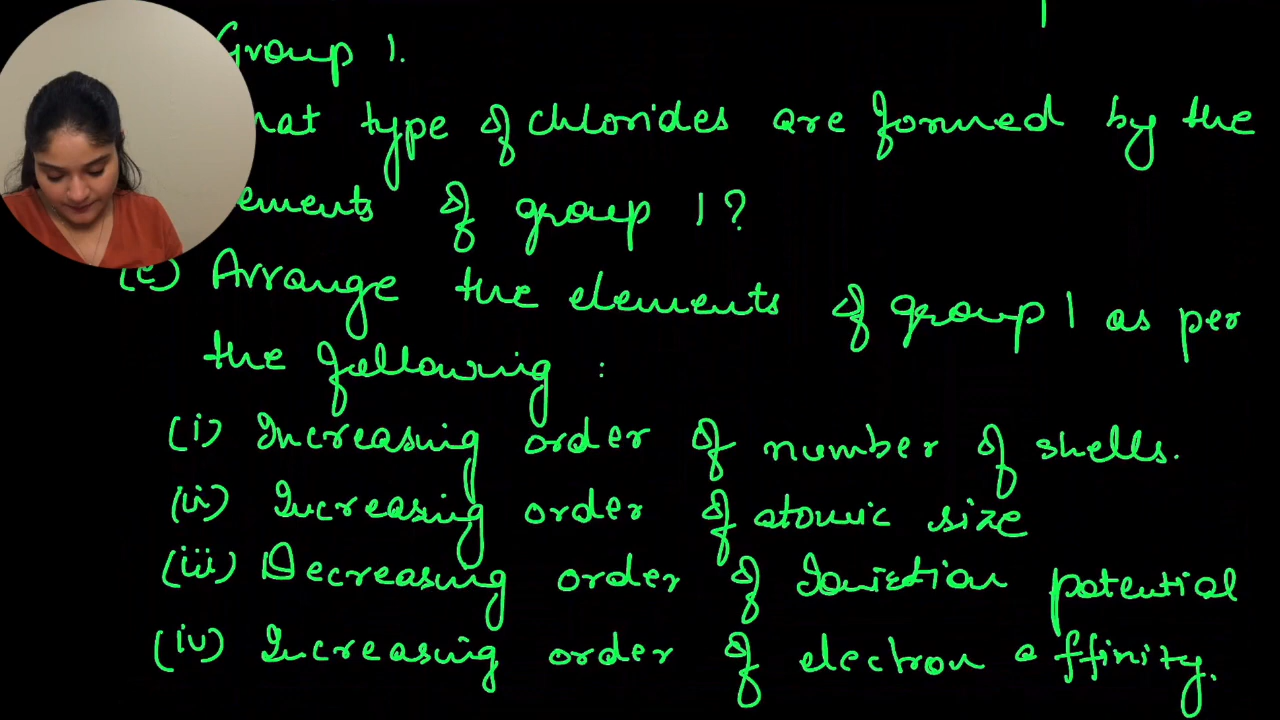 Group 1.
hat type of chlorides are formed by the
ements of group 1?
(c) Arrange the elements of group 1 as per
the following :
(i) Increasing order of number of shells.
(ii) Increasing order of atomic size
(iii) Decreasing order of Ionistion potential
(iv) Increasing order of electron affinity.